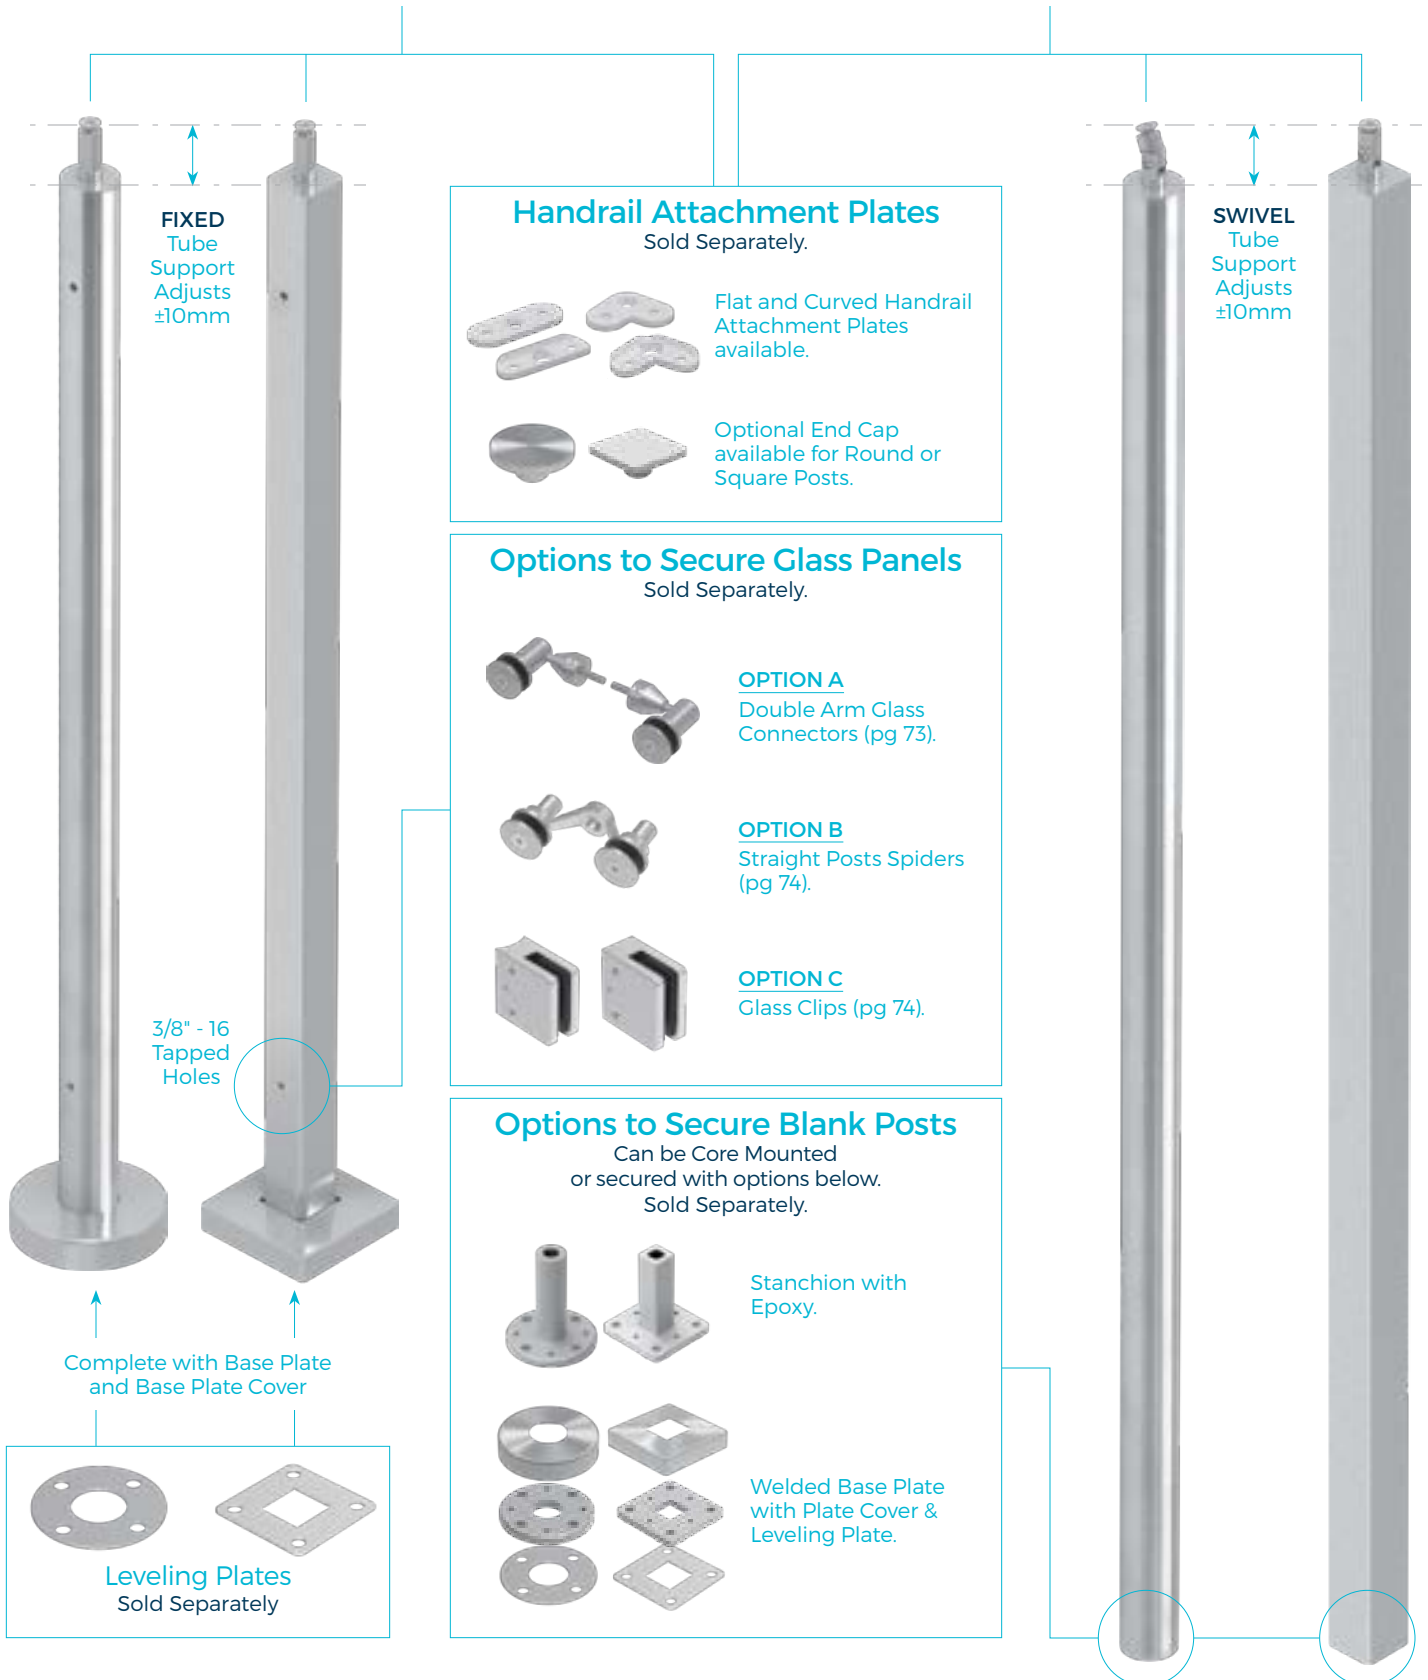 FIXED
Tube
Support
Adjusts
±10mm
SWIVEL
Tube
Support
Adjusts
±10mm
Handrail Attachment Plates
Sold Separately.
Flat and Curved Handrail
Attachment Plates
available.
Optional End Cap
available for Round or
Square Posts.
Options to Secure Glass Panels
Sold Separately.
OPTION A
Double Arm Glass
Connectors (pg 73).
OPTION B
Straight Posts Spiders
(pg 74).
OPTION C
Glass Clips (pg 74).
3/8" - 16
Tapped
Holes
Options to Secure Blank Posts
Can be Core Mounted
or secured with options below.
Sold Separately.
Stanchion with
Epoxy.
Welded Base Plate
with Plate Cover &
Leveling Plate.
Complete with Base Plate
and Base Plate Cover
Leveling Plates
Sold Separately